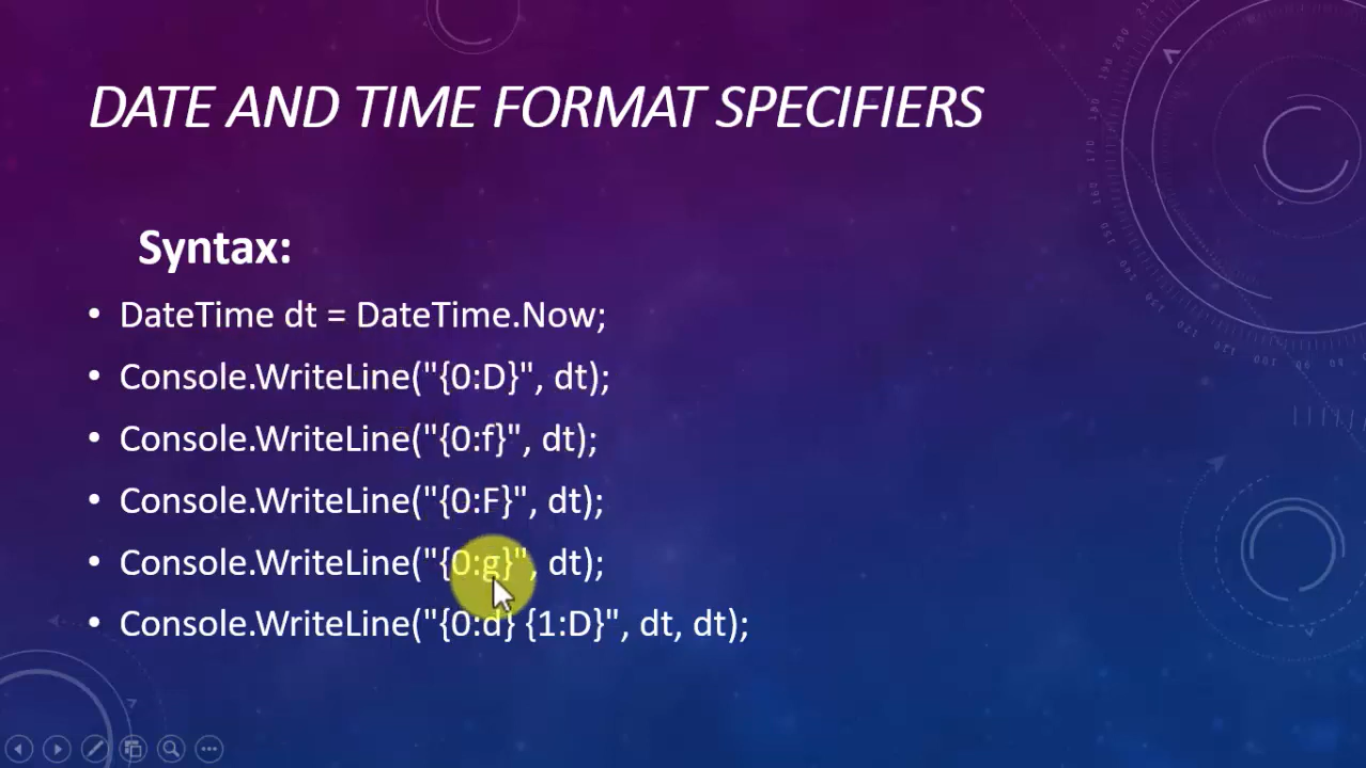 DATE AND TIME FORMAT SPECIFIERS
Syntax:
• DateTime dt = DateTime.Now;
• Console.WriteLine("{0:D}", dt);
• Console.WriteLine("{0:f}", dt);
• Console.WriteLine("{0:F}", dt);
• Console.WriteLine("{0:g}", dt);
• Console.WriteLine("{0:d} {1:D}", dt, dt);